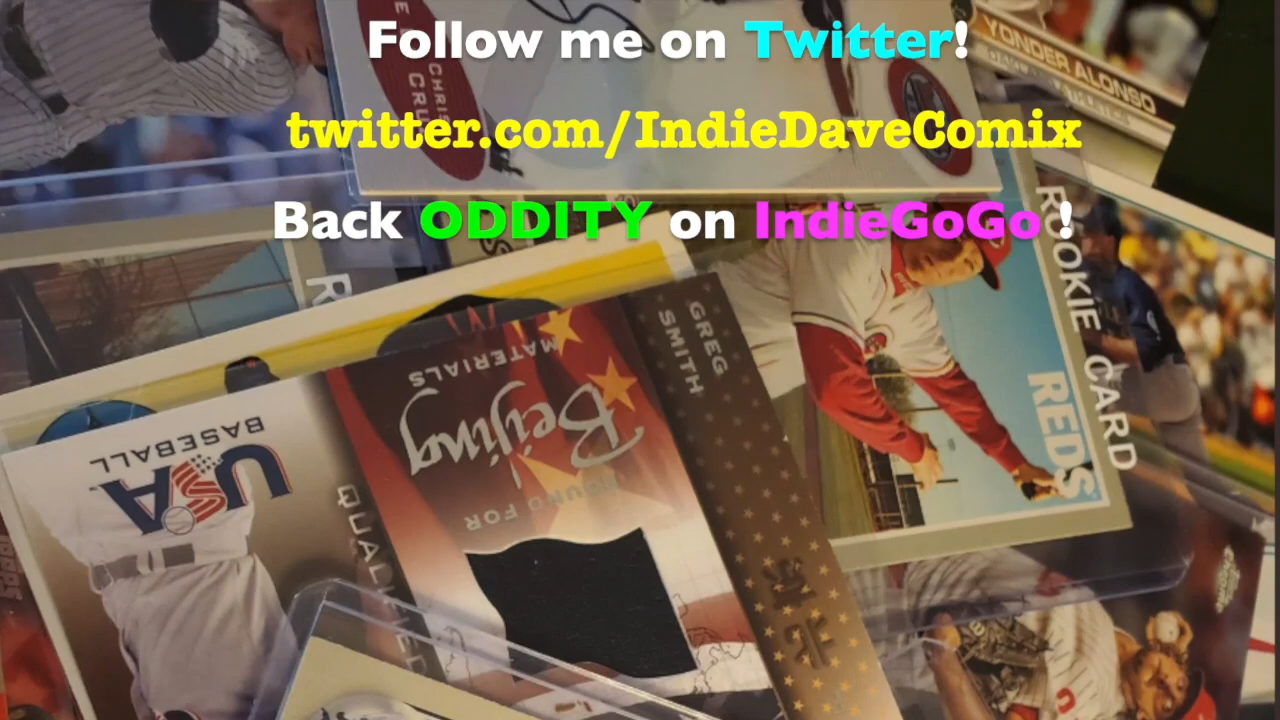 Follow me on Twitter!
twitter.com/IndieDaveComix
Back ODDITY on IndieGoGo !
YONDER ALONSO
CHRIS
ROOKIE CARD
REDS
GREG
SMITH
MATERIALS
Beijing
BOUND FOR
USA
BASEBALL